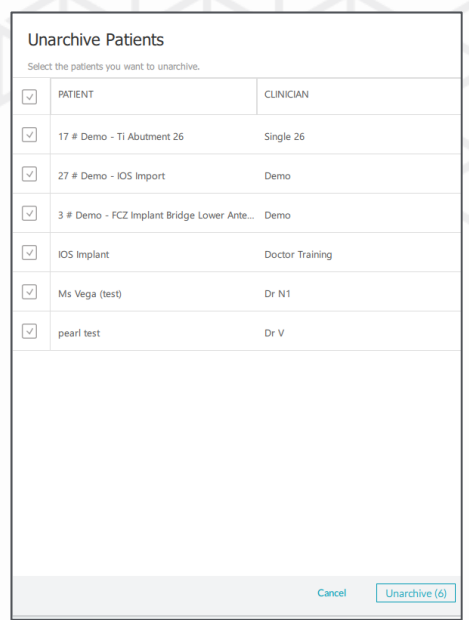 Unarchive Patients
Select the patients you want to unarchive.
PATIENT CLINICIAN
17 # Demo - Ti Abutment 26 Single 26
27 # Demo - IOS Import Demo
3 # Demo - FCZ Implant Bridge Lower Ante... Demo
IOS Implant Doctor Training
Ms Vega (test) Dr N1
pearl test Dr V
Cancel Unarchive (6)